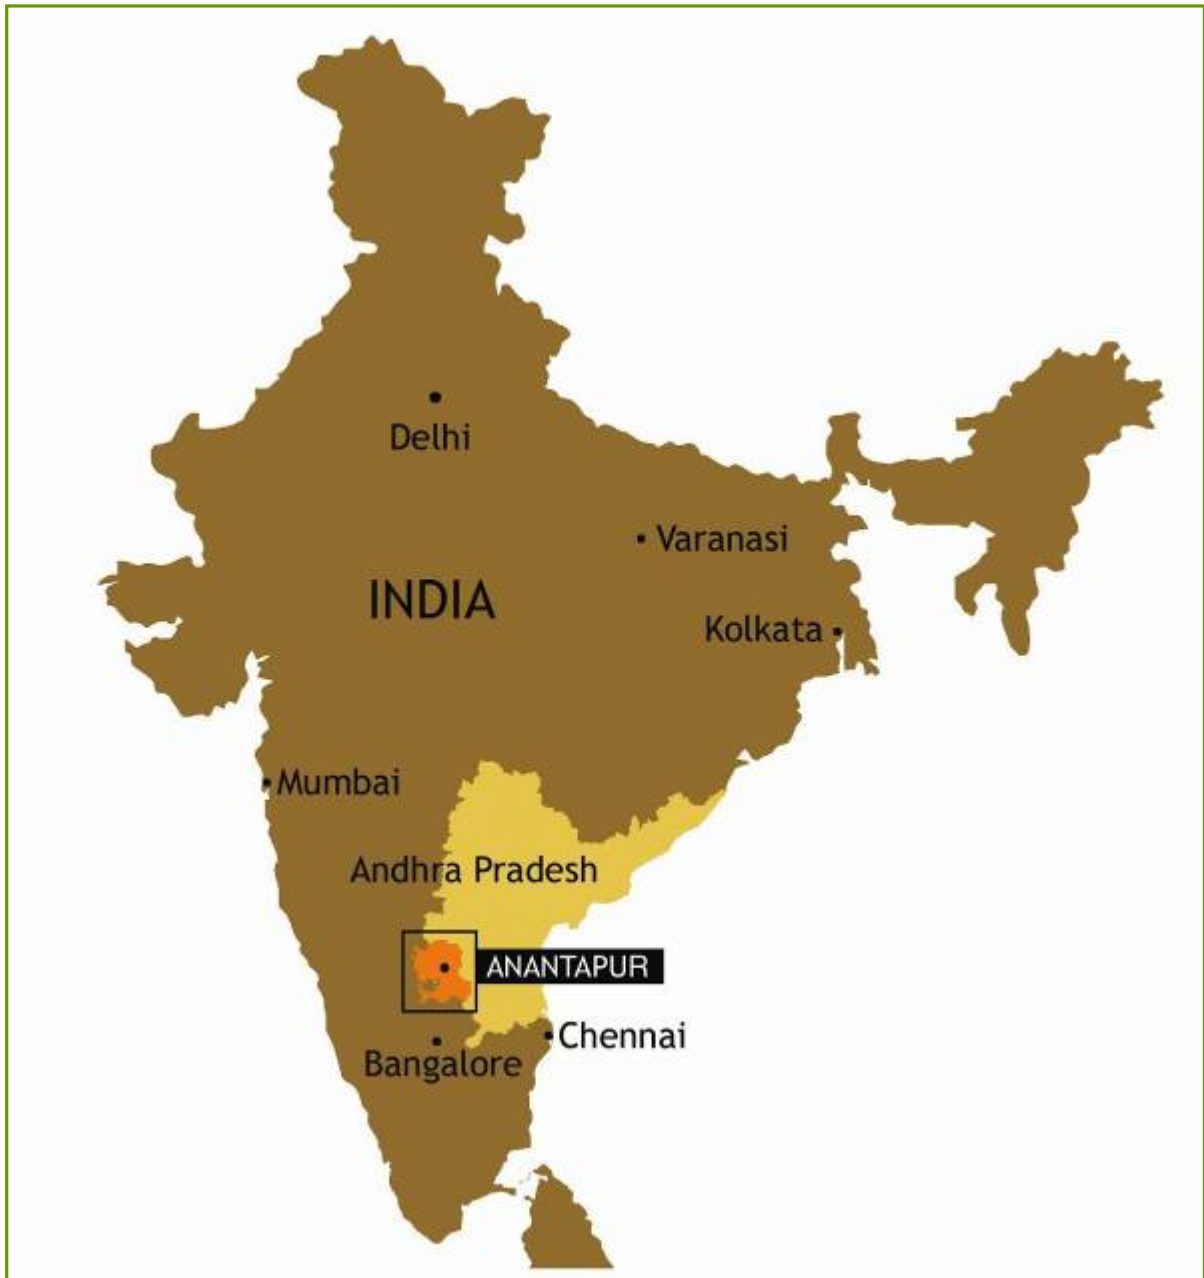 Delhi
Varanasi
INDIA
Kolkata
Mumbai
Andhra Pradesh
ANANTAPUR
Chennai
Bangalore